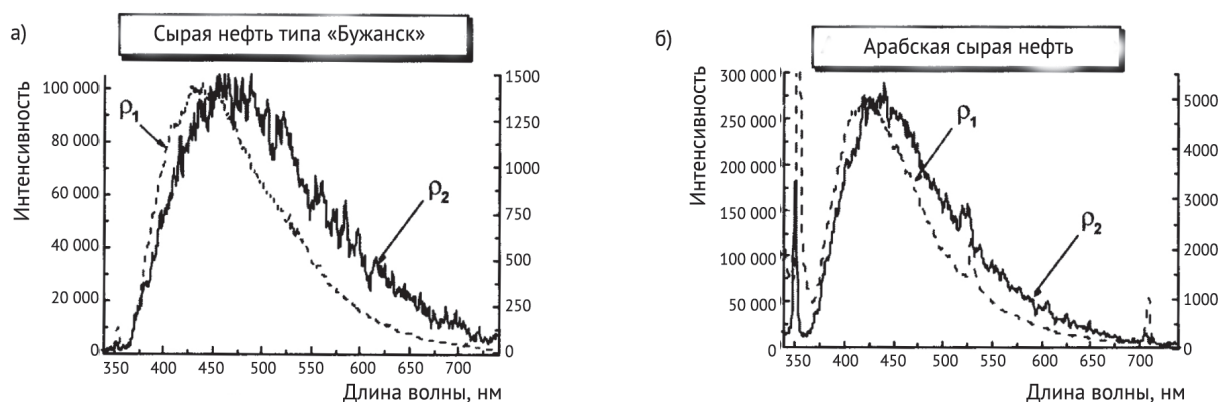 а)
Сырая нефть типа «Бужанск»
Интенсивность
100 000
80 000
60 000
40 000
20 000
0
1500
1250
1000
750
500
250
0
ρ1
ρ2
350 400 450 500 550 600 650 700
Длина волны, нм
б)
Арабская сырая нефть
Интенсивность
300 000
250 000
200 000
150 000
100 000
50 000
0
5000
4000
3000
2000
1000
0
ρ1
ρ2
350 400 450 500 550 600 650 700
Длина волны, нм